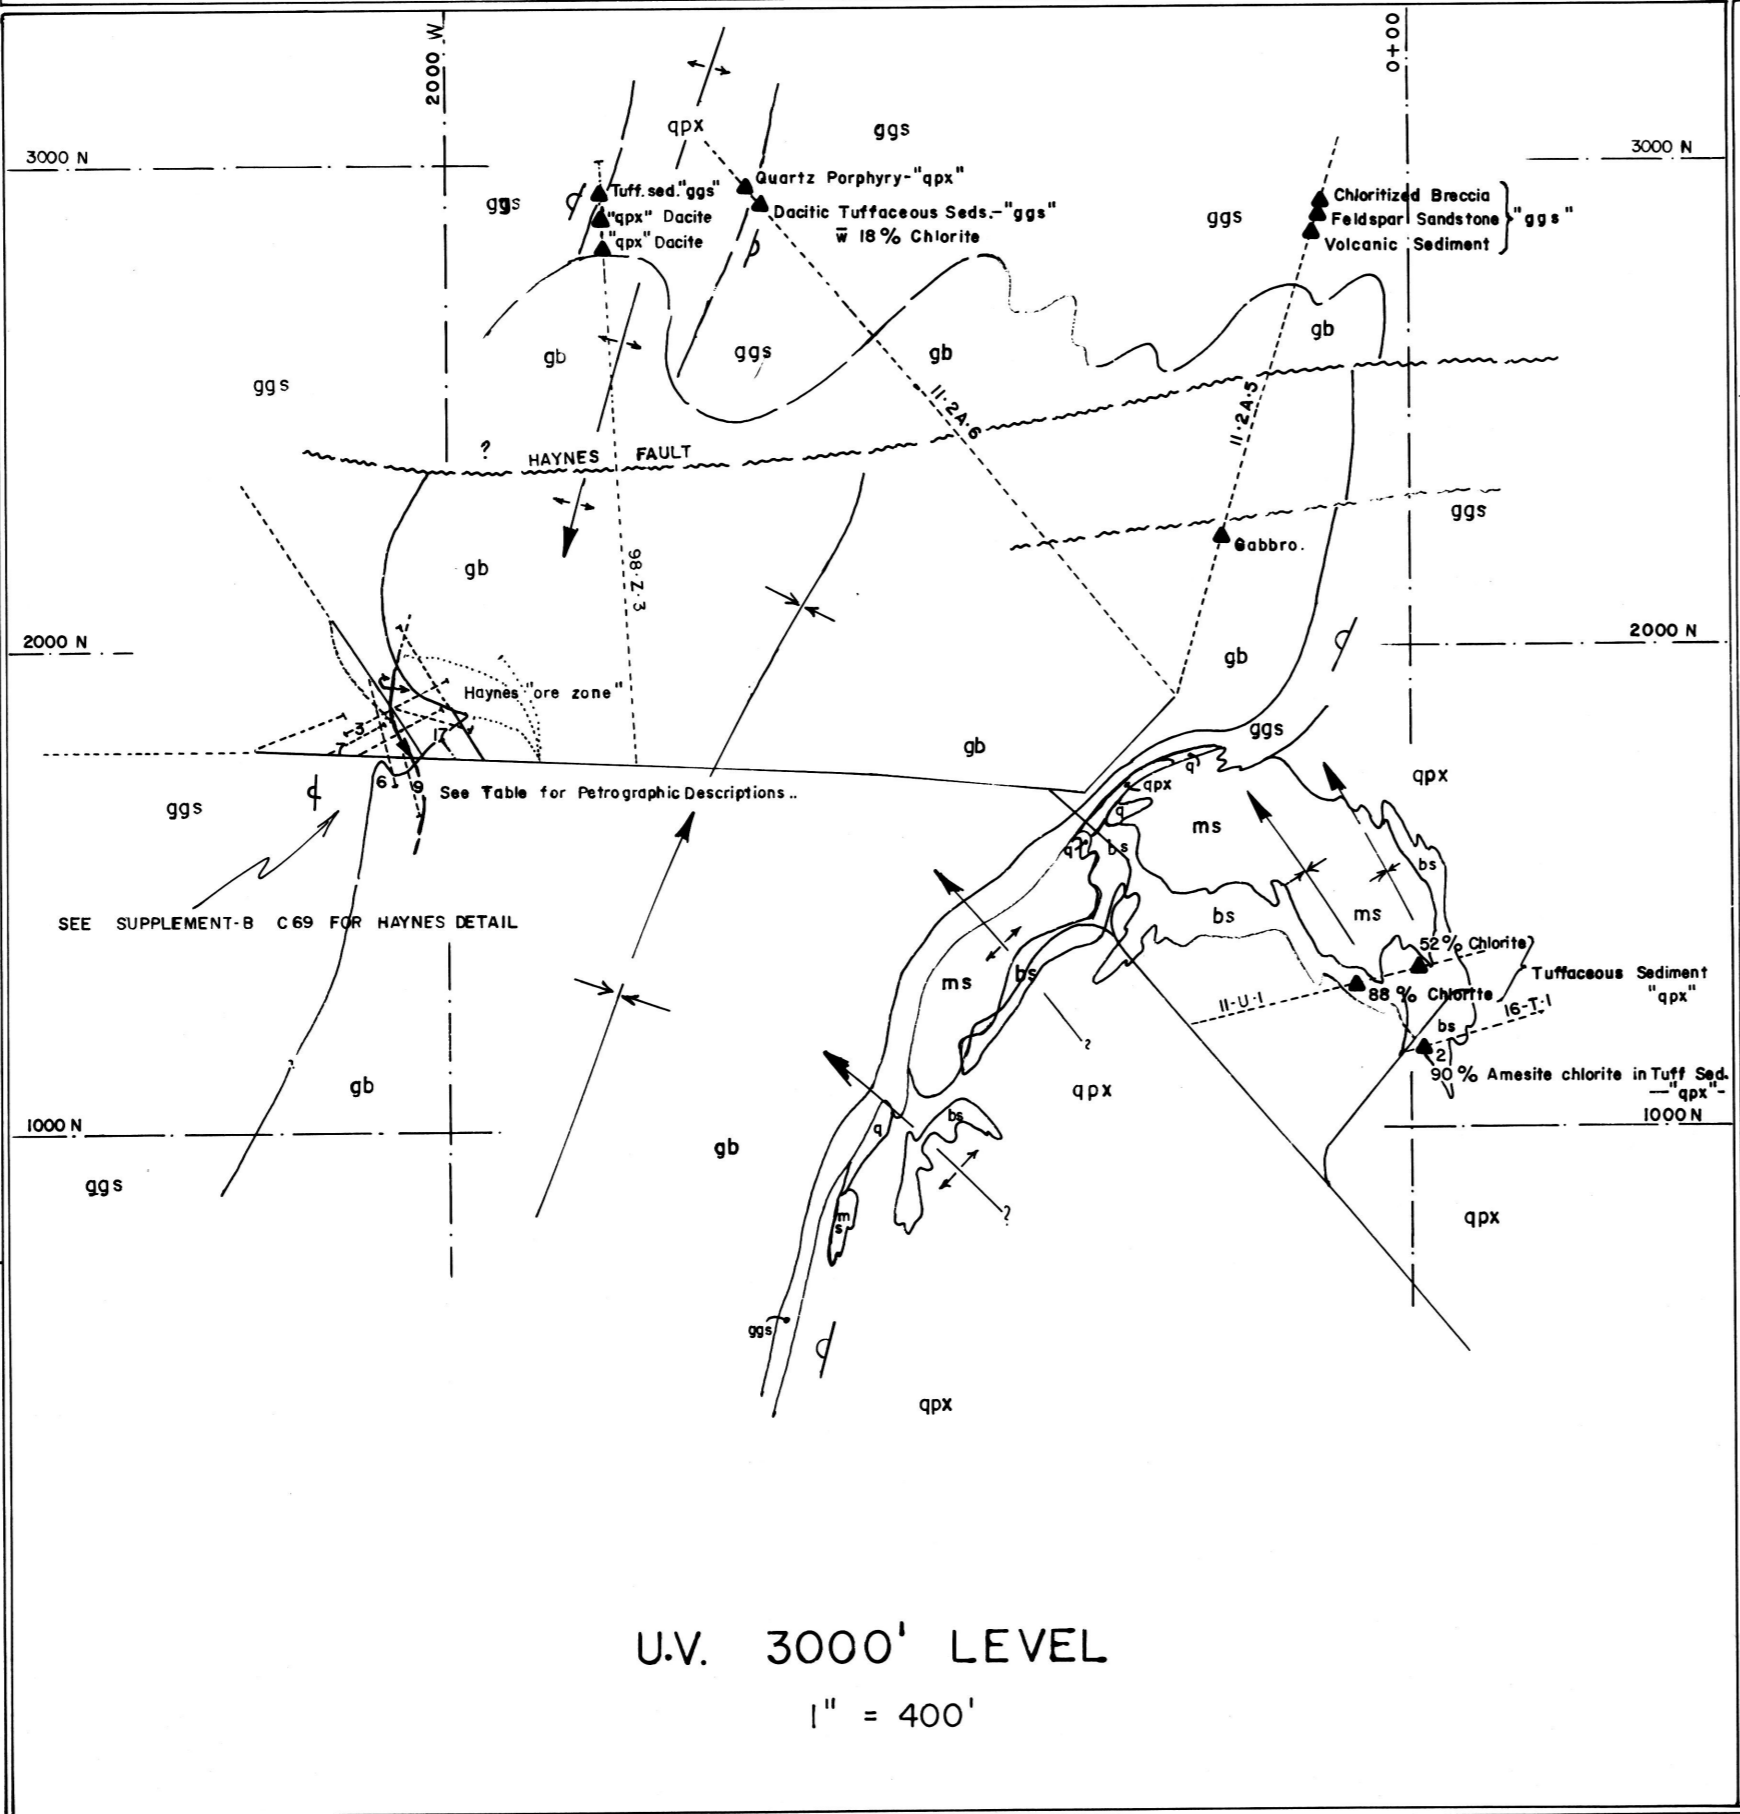 2000 W
0+00
3000 N
3000 N
qpx
ggs
Quartz Porphyry-"qpx"
Tuff. sed."ggs"
ggs
"qpx" Dacite
Dacitic Tuffaceous Seds.-"ggs"
w̄ 18% Chlorite
"qpx" Dacite
ggs
Chloritized Breccia
Feldspar Sandstone
"ggs"
Volcanic Sediment
gb
ggs
gb
gb
ggs
11·2A·6
11·2A·5
?
HAYNES FAULT
ggs
Gabbro.
gb
98·Z·3
2000 N
2000 N
gb
Haynes "ore zone"
3
7
17
gb
ggs
qpx
q
qpx
6
9
See Table for Petrographic Descriptions..
ggs
q
ms
q
bs
bs
SEE SUPPLEMENT-B C69 FOR HAYNES DETAIL
bs
ms
52% Chlorite
ms
bs
Tuffaceous Sediment
"qpx"
88% Chlorite
11-U-1
16-T-1
bs
?
2
?
90% Amesite chlorite in Tuff Sed.
—"qpx"-
gb
qpx
1000 N
1000 N
q
bs
gb
ggs
ms
?
qpx
ggs
qpx
U.V. 3000' LEVEL
1" = 400'